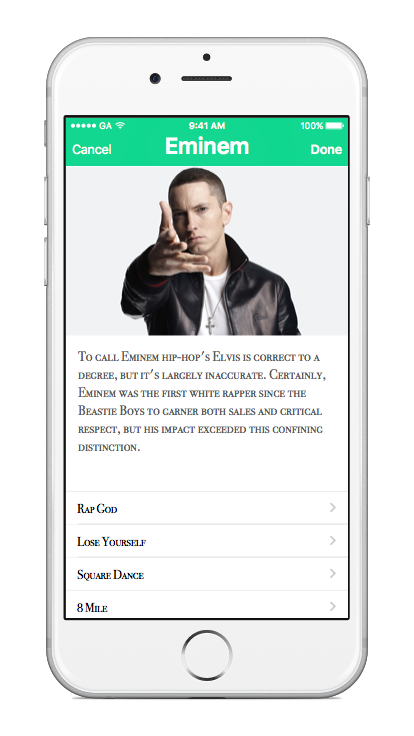 GA 9:41 AM 100%
Cancel Eminem Done
To call Eminem hip-hop's Elvis is correct to a
degree, but it's largely inaccurate. Certainly,
Eminem was the first white rapper since the
Beastie Boys to garner both sales and critical
respect, but his impact exceeded this confining
distinction.
Rap God
Lose Yourself
Square Dance
8 Mile